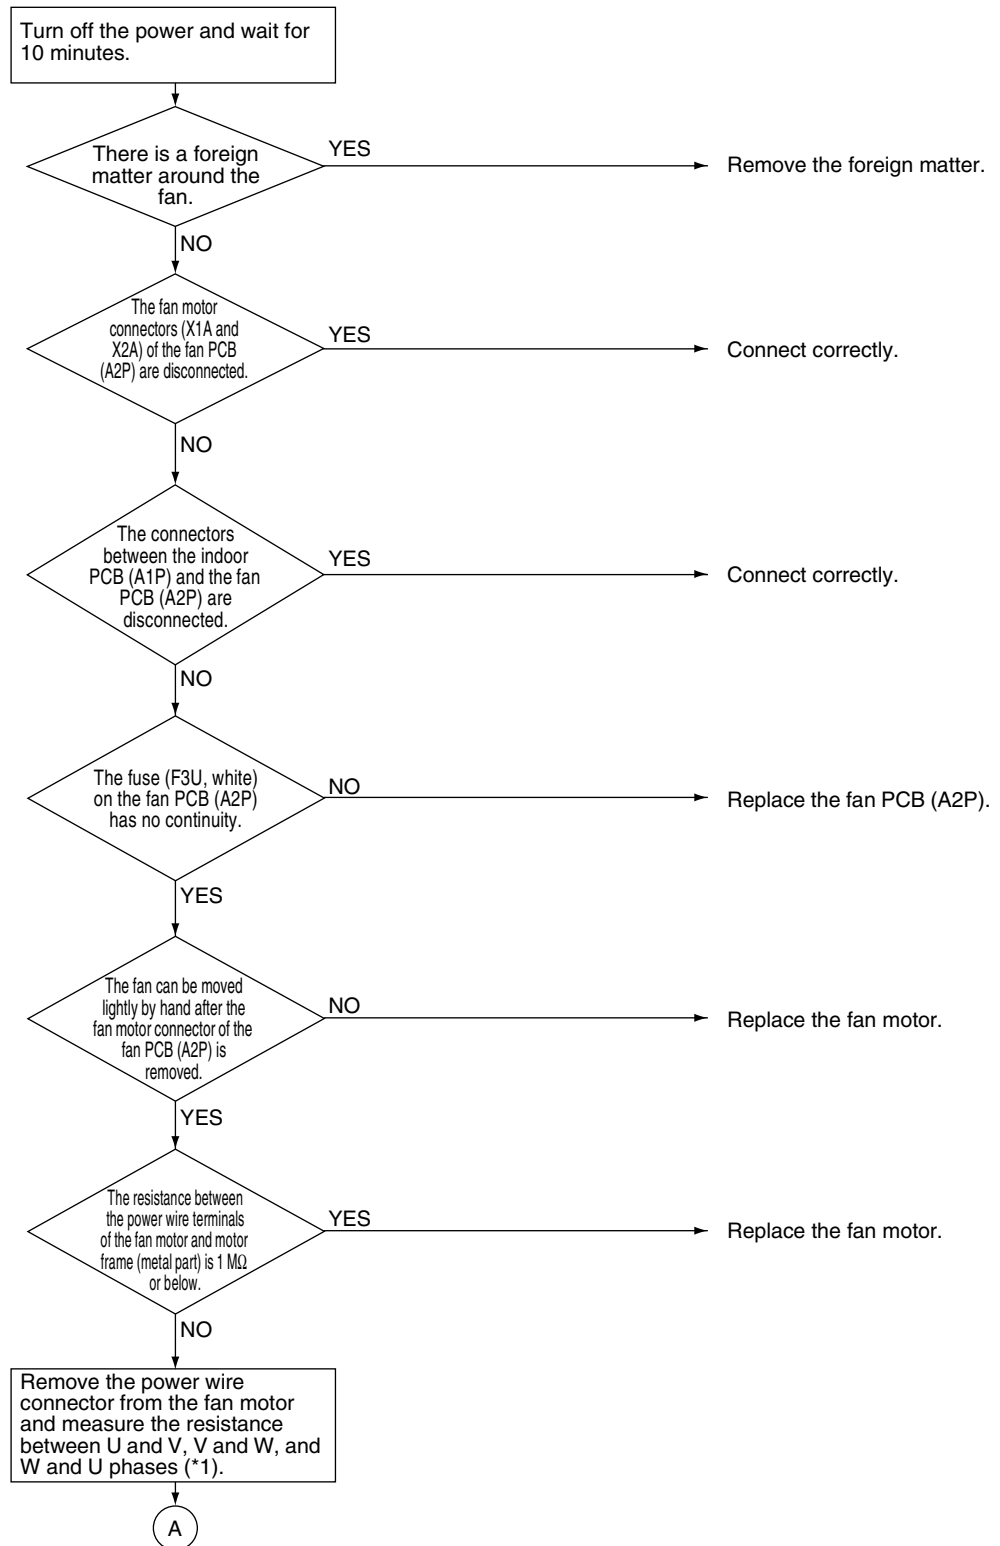 Turn off the power and wait for
10 minutes.
There is a foreign
matter around the
fan.
YES
Remove the foreign matter.
NO
The fan motor
connectors (X1A and
X2A) of the fan PCB
(A2P) are disconnected.
YES
Connect correctly.
NO
The connectors
between the indoor
PCB (A1P) and the fan
PCB (A2P) are
disconnected.
YES
Connect correctly.
NO
The fuse (F3U, white)
on the fan PCB (A2P)
has no continuity.
NO
Replace the fan PCB (A2P).
YES
The fan can be moved
lightly by hand after the
fan motor connector of the
fan PCB (A2P) is
removed.
NO
Replace the fan motor.
YES
The resistance between
the power wire terminals
of the fan motor and motor
frame (metal part) is 1 MΩ
or below.
YES
Replace the fan motor.
NO
Remove the power wire
connector from the fan motor
and measure the resistance
between U and V, V and W, and
W and U phases (*1).
A